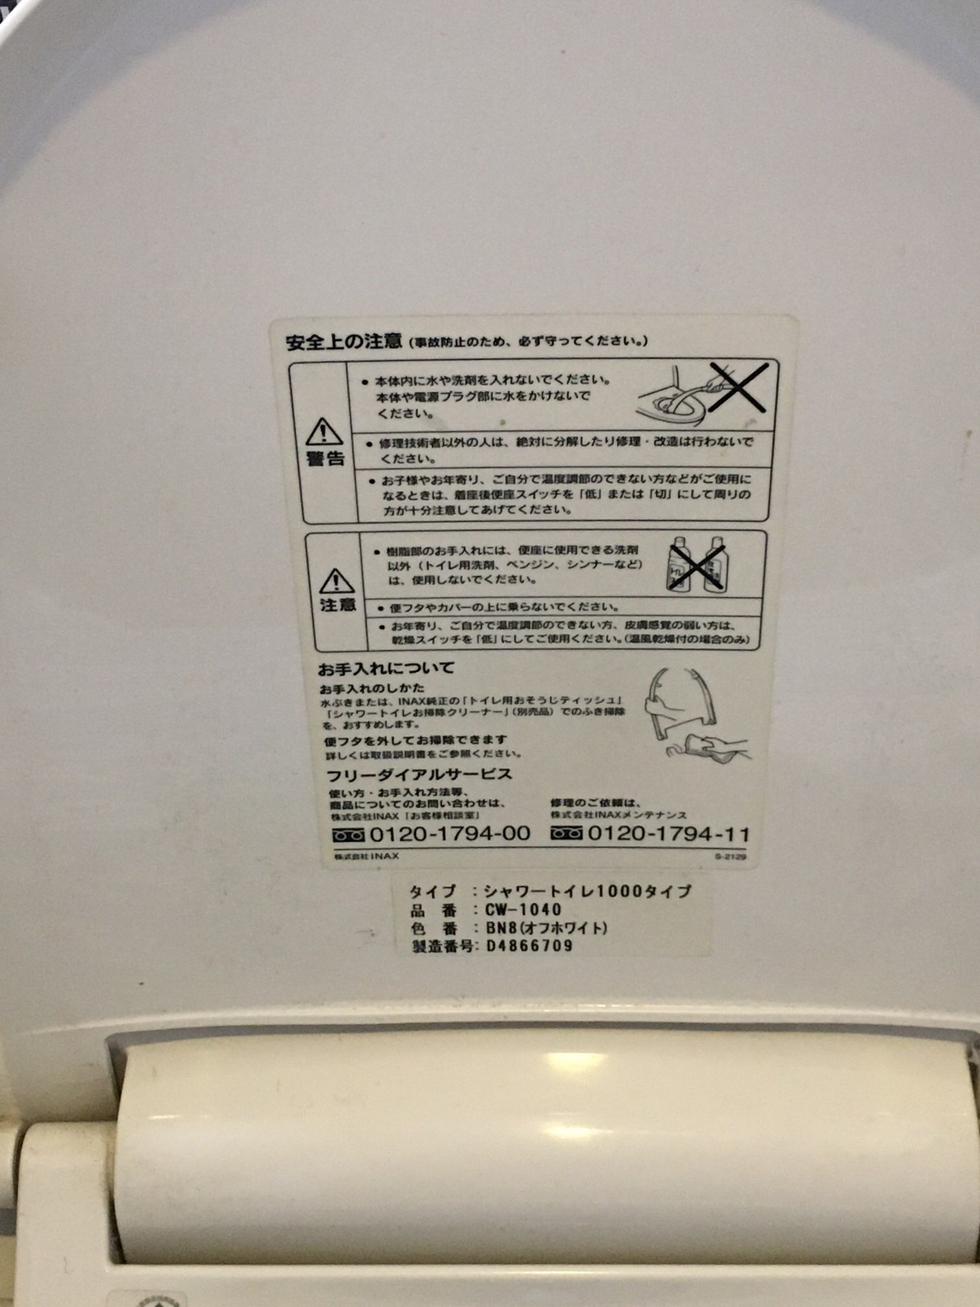 安全上の注意 (事故防止のため、必ず守ってください。)
警告
• 本体内に水や洗剤を入れないでください。
本体や電源プラグ部に水をかけないで
ください。
• 修理技術者以外の人は、絶対に分解したり修理・改造は行わないで
ください。
• お子様やお年寄り、ご自分で温度調節のできない方などがご使用に
なるときは、着座後便座スイッチを「低」または「切」にして周りの
方が十分注意してあげてください。
注意
• 樹脂部のお手入れには、便座に使用できる洗剤
以外(トイレ用洗剤、ベンジン、シンナーなど)
は、使用しないでください。
• 便フタやカバーの上に乗らないでください。
• お年寄り、ご自分で温度調節のできない方、皮膚感覚の弱い方は、
乾燥スイッチを「低」にしてご使用ください。(温風乾燥付の場合のみ)
お手入れについて
お手入れのしかた
水ぶきまたは、INAX純正の「トイレ用おそうじティッシュ」
「シャワートイレお掃除クリーナー」(別売品)でのふき掃除
を、おすすめします。
便フタを外してお掃除できます
詳しくは取扱説明書をご参照ください。
フリーダイアルサービス
使い方・お手入れ方法等、
商品についてのお問い合わせは、
株式会社INAX「お客様相談室」
0120-1794-00
修理のご依頼は、
株式会社INAXメンテナンス
0120-1794-11
株式会社INAX
S-2129
タイプ :シャワートイレ1000タイプ
品 番 :CW-1040
色 番 :BN8(オフホワイト)
製造番号:D4866709